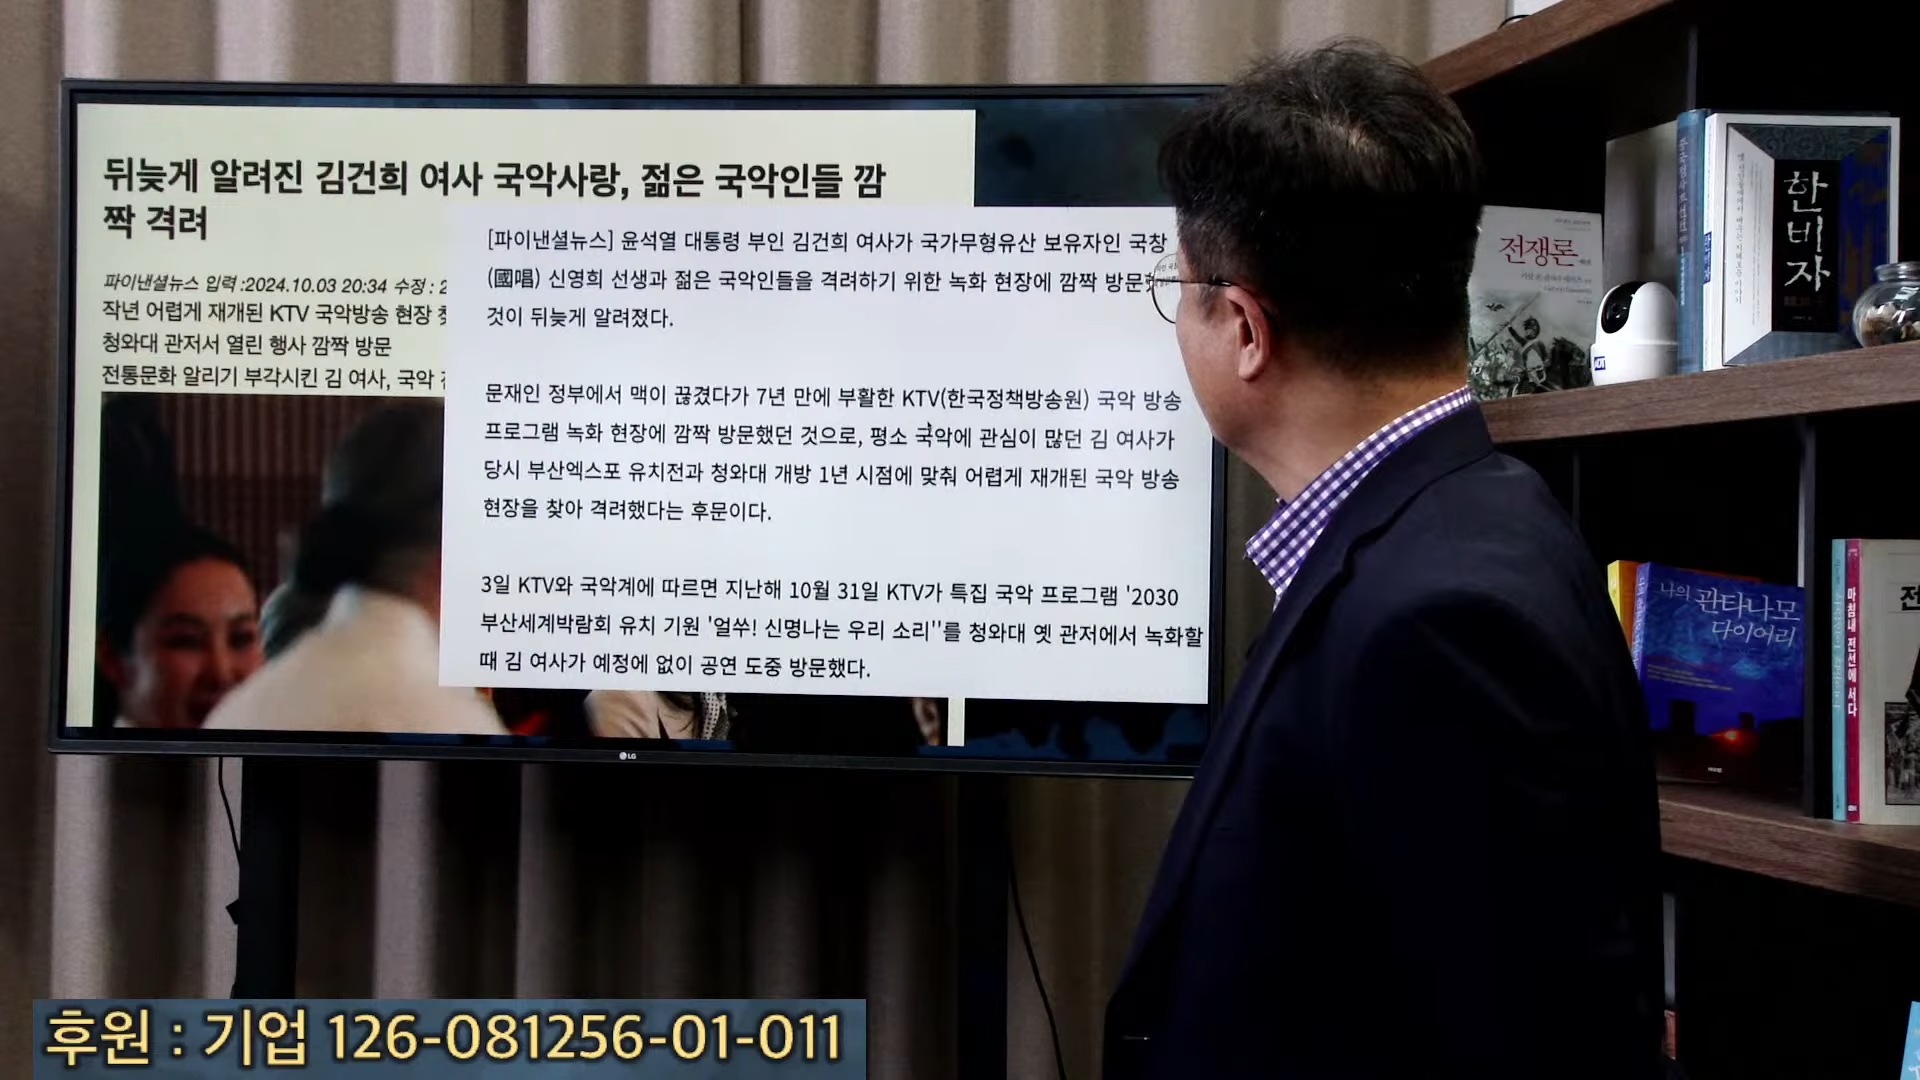 뒤늦게 알려진 김건희 여사 국악사랑, 젊은 국악인들 깜
짝 격려
파이낸셜뉴스 입력 :2024.10.03 20:34 수정 : 2
작년 어렵게 재개된 KTV 국악방송 현장
청와대 관저서 열린 행사 깜짝 방문
전통문화 알리기 부각시킨 김 여사, 국악
[파이낸셜뉴스] 윤석열 대통령 부인 김건희 여사가 국가무형유산 보유자인 국창
(國唱) 신영희 선생과 젊은 국악인들을 격려하기 위한 녹화 현장에 깜짝 방문한
것이 뒤늦게 알려졌다.
문재인 정부에서 맥이 끊겼다가 7년 만에 부활한 KTV(한국정책방송원) 국악 방송
프로그램 녹화 현장에 깜짝 방문했던 것으로, 평소 국악에 관심이 많던 김 여사가
당시 부산엑스포 유치전과 청와대 개방 1년 시점에 맞춰 어렵게 재개된 국악 방송
현장을 찾아 격려했다는 후문이다.
3일 KTV와 국악계에 따르면 지난해 10월 31일 KTV가 특집 국악 프로그램 '2030
부산세계박람회 유치 기원 '얼쑤! 신명나는 우리 소리''를 청와대 옛 관저에서 녹화할
때 김 여사가 예정에 없이 공연 도중 방문했다.
LG
전쟁론
한비자
ADT
나의 관타나모
다이어리
마침내 전선에 서다
전
후원 : 기업 126-081256-01-011